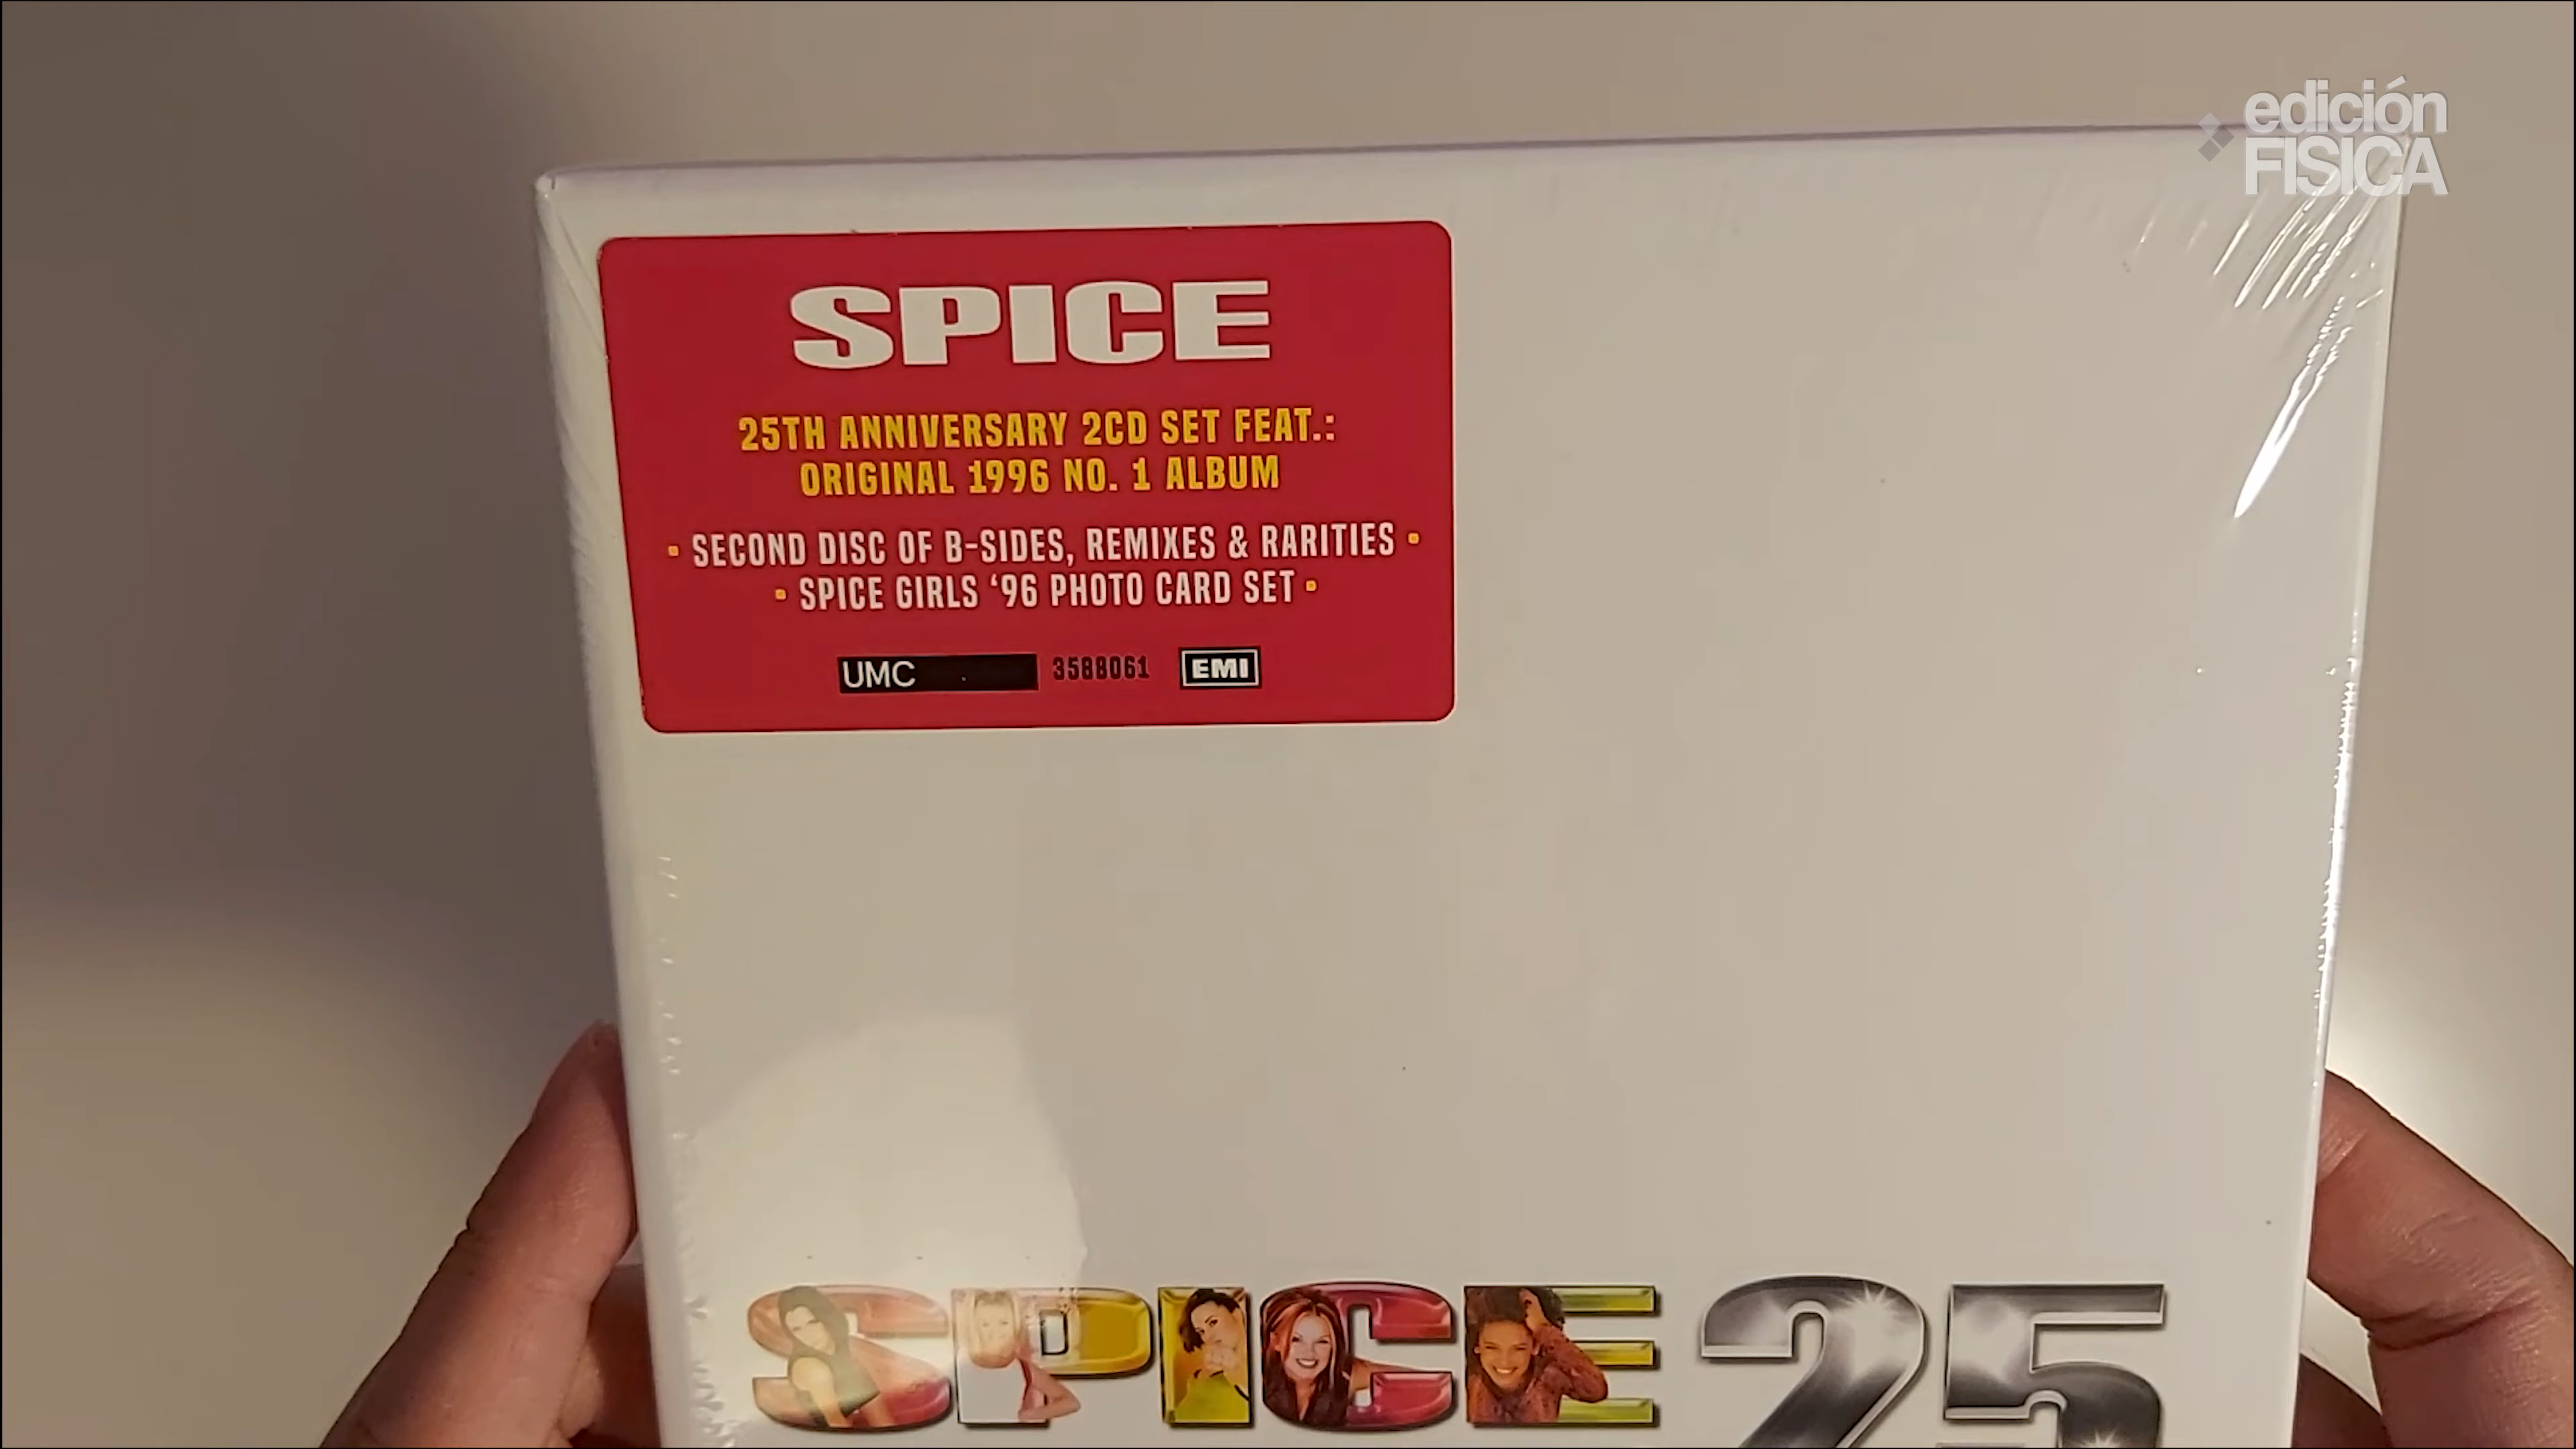 edición
FISICA
SPICE
25TH ANNIVERSARY 2CD SET FEAT.:
ORIGINAL 1996 NO. 1 ALBUM
• SECOND DISC OF B-SIDES, REMIXES & RARITIES •
• SPICE GIRLS ‘96 PHOTO CARD SET •
UMC 3588061 EMI
SPICE 25